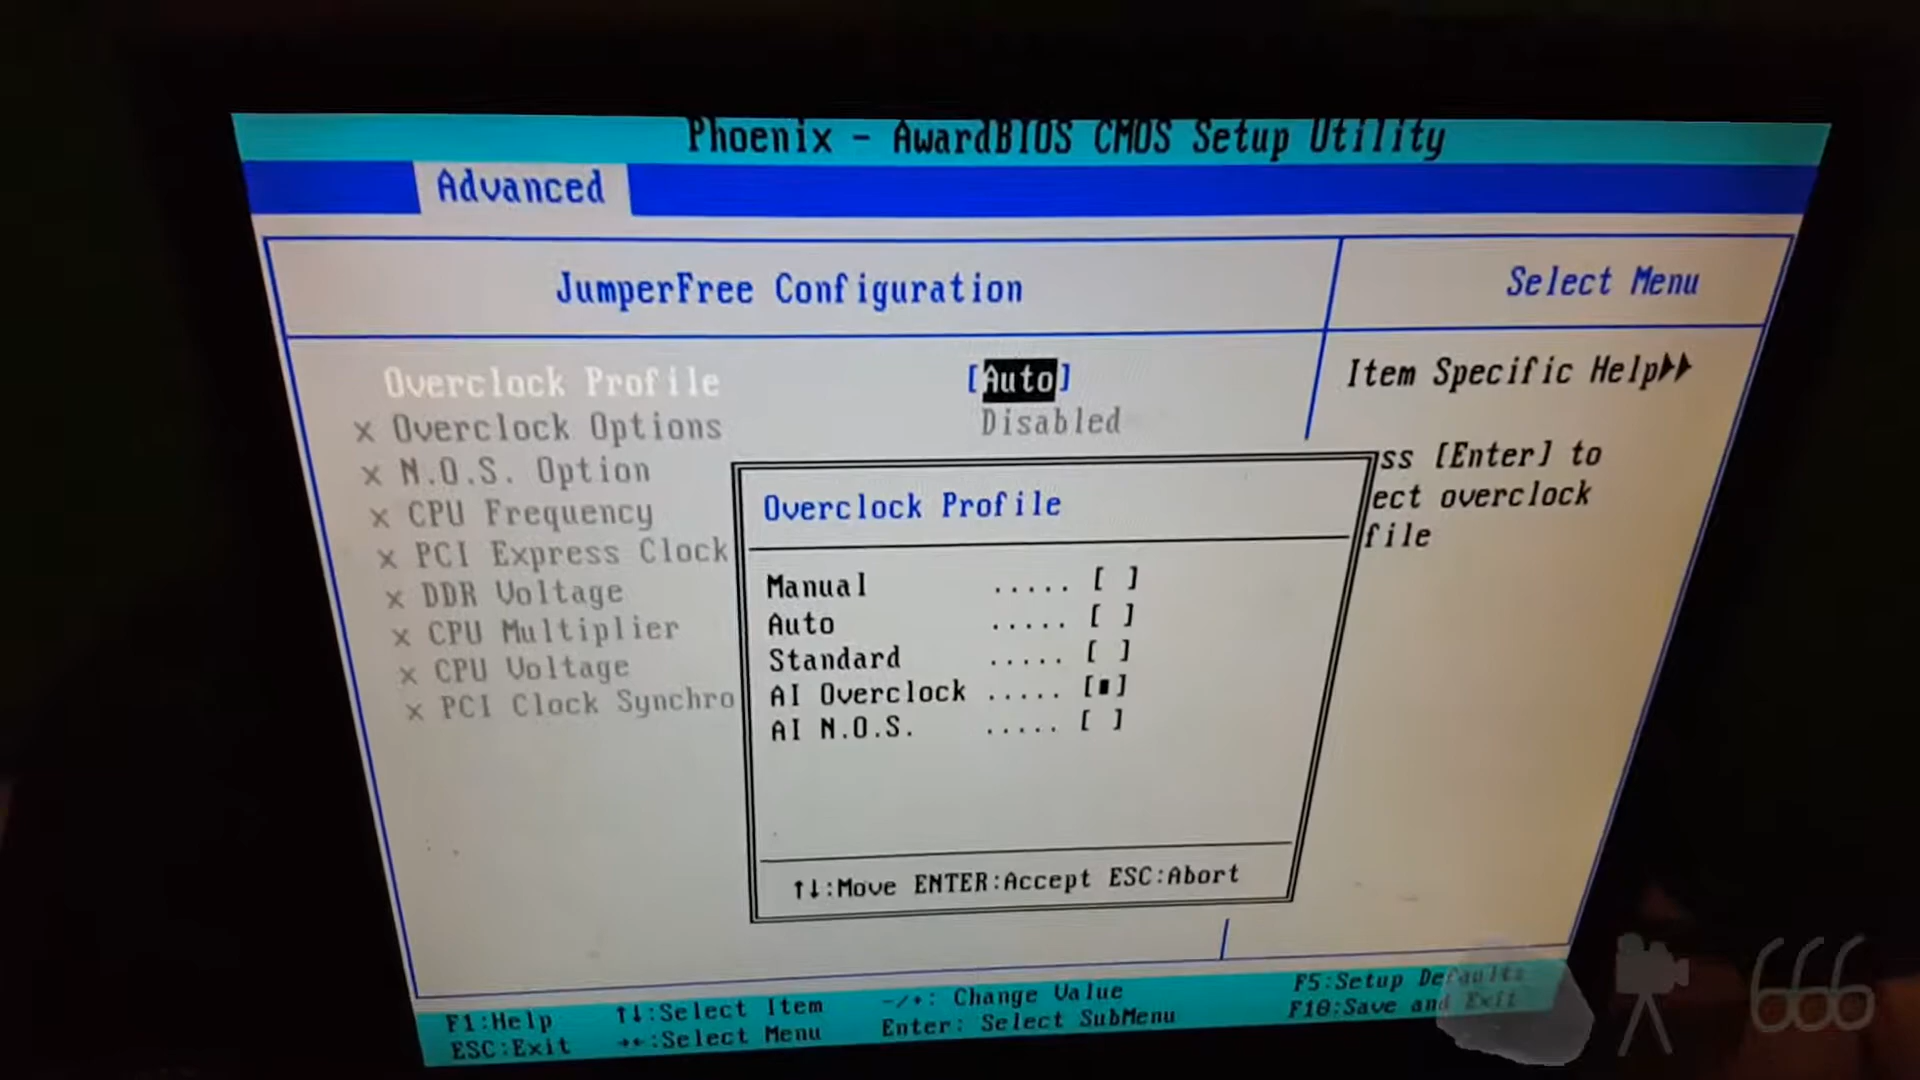 Phoenix - AwardBIOS CMOS Setup Utility
Advanced
JumperFree Configuration
Select Menu
Overclock Profile [Auto]
x Overclock Options Disabled
x N.O.S. Option
x CPU Frequency
x PCI Express Clock
x DDR Voltage
x CPU Multiplier
x CPU Voltage
x PCI Clock Synchro
Item Specific Help▶▶
ss [Enter] to
ect overclock
file
Overclock Profile
Manual ..... [ ]
Auto ..... [ ]
Standard ..... [ ]
AI Overclock ..... [■]
AI N.O.S. ..... [ ]
↑↓:Move ENTER:Accept ESC:Abort
F1:Help ↑↓:Select Item -/+: Change Value F5:Setup Defaults
ESC:Exit →←:Select Menu Enter: Select SubMenu F10:Save and Exit
666